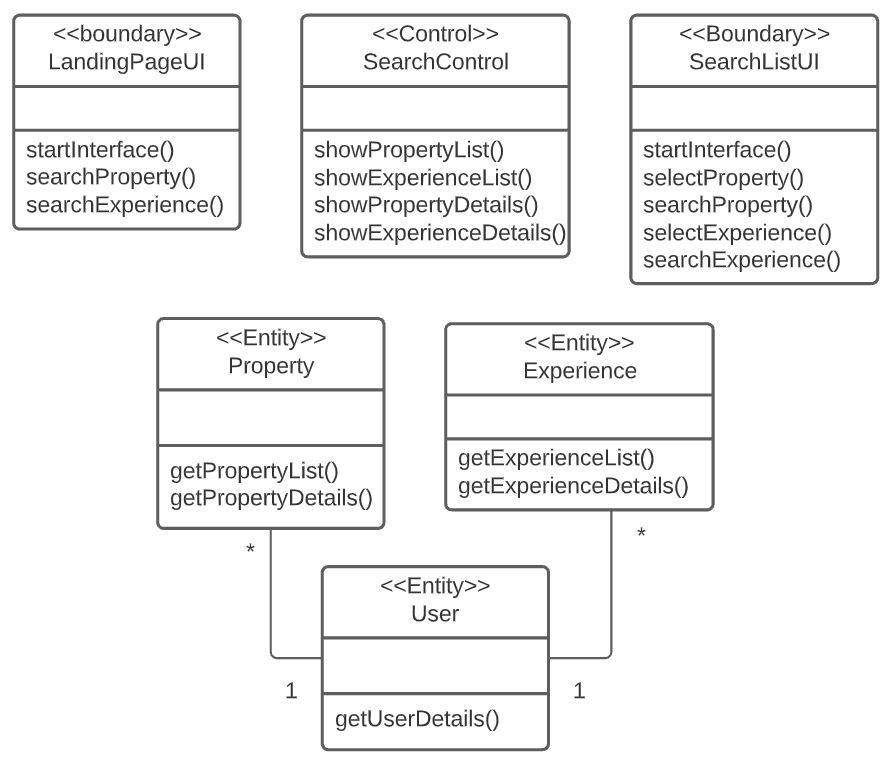 <<boundary>>
LandingPageUI
startInterface()
searchProperty()
searchExperience()
<<Control>>
SearchControl
showPropertyList()
showExperienceList()
showPropertyDetails()
showExperienceDetails()
<<Boundary>>
SearchListUI
startInterface()
selectProperty()
searchProperty()
selectExperience()
searchExperience()
<<Entity>>
Property
getPropertyList()
getPropertyDetails()
<<Entity>>
Experience
getExperienceList()
getExperienceDetails()
*
*
<<Entity>>
User
1
1
getUserDetails()